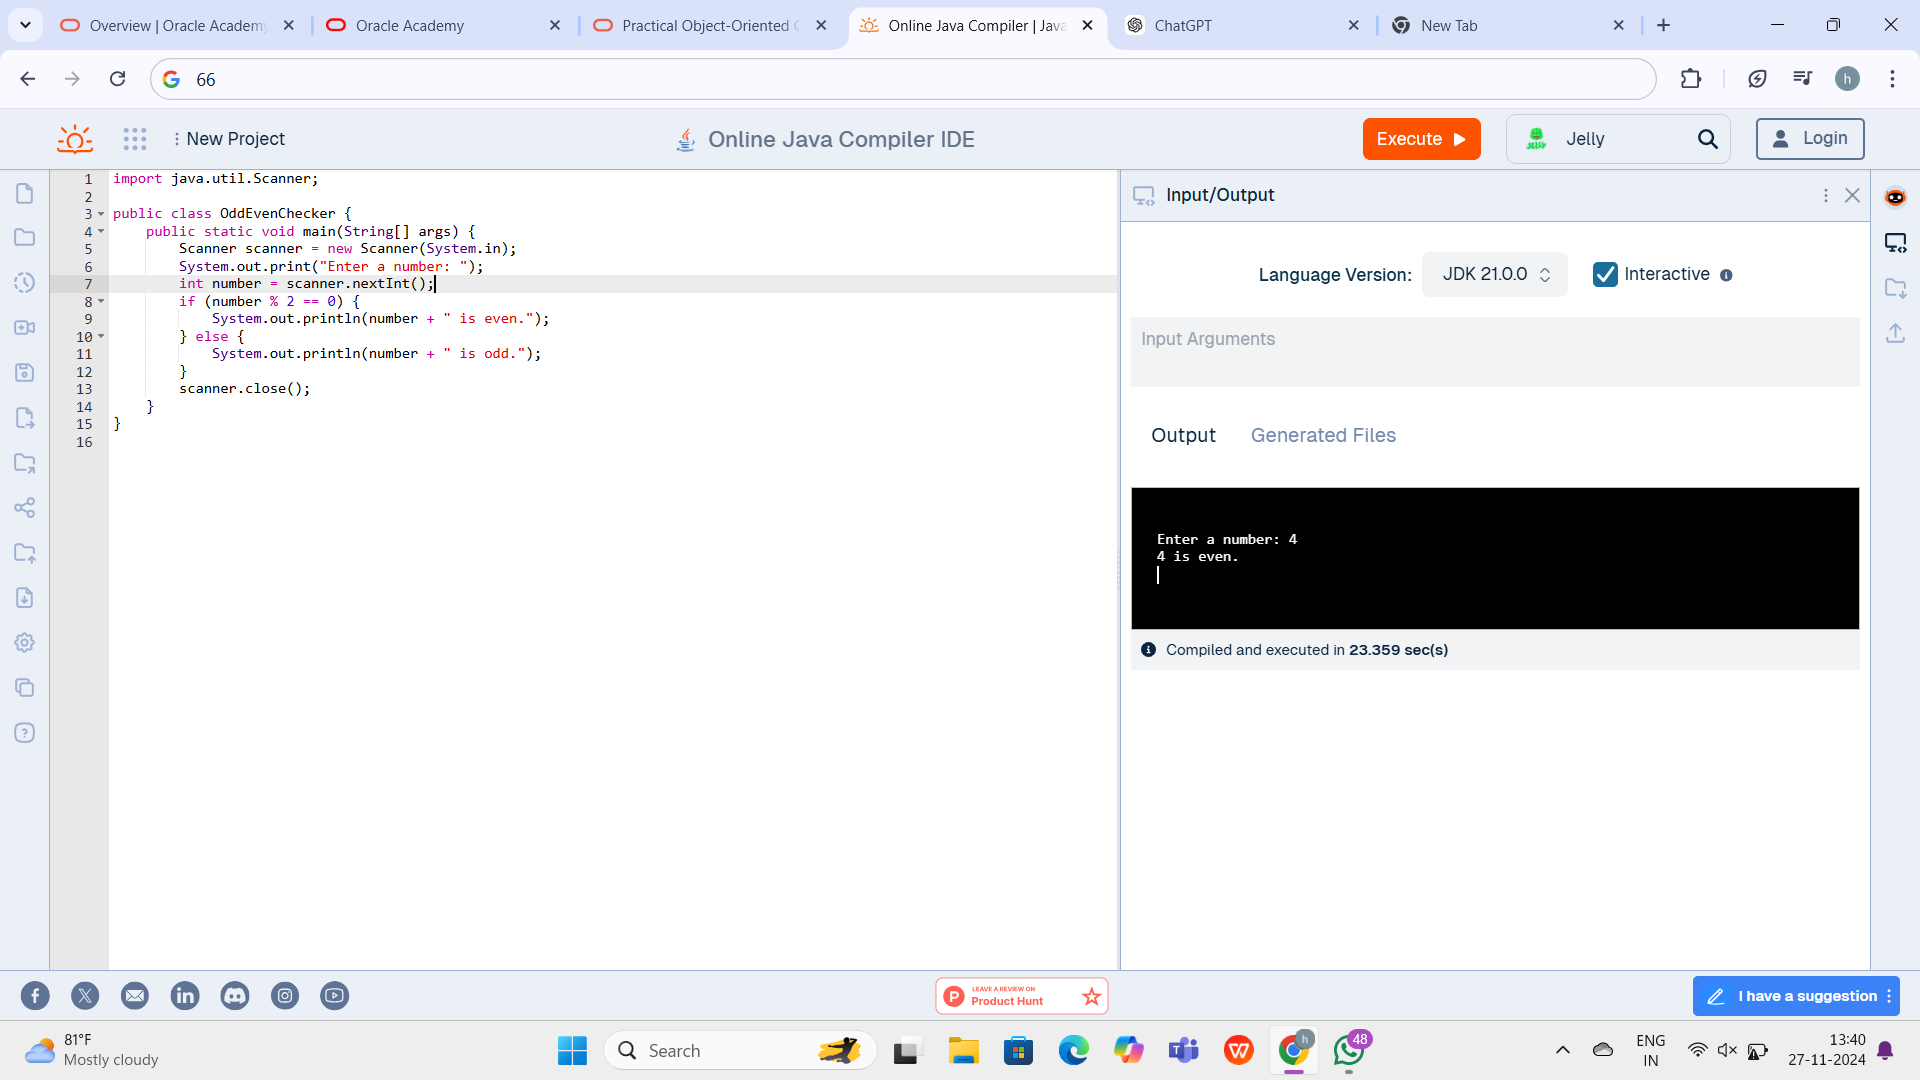 Overview | Oracle Academy
Oracle Academy
Practical Object-Oriented
Online Java Compiler | Java
ChatGPT
New Tab
66
h
New Project
Online Java Compiler IDE
Execute
JELLY
Jelly
Login
1 import java.util.Scanner;
2
3 public class OddEvenChecker {
4 public static void main(String[] args) {
5 Scanner scanner = new Scanner(System.in);
6 System.out.print("Enter a number: ");
7 int number = scanner.nextInt();
8 if (number % 2 == 0) {
9 System.out.println(number + " is even.");
10 } else {
11 System.out.println(number + " is odd.");
12 }
13 scanner.close();
14 }
15 }
16
Input/Output
Language Version: JDK 21.0.0 Interactive
Input Arguments
Output Generated Files
Enter a number: 4
4 is even.
Compiled and executed in 23.359 sec(s)
LEAVE A REVIEW ON
Product Hunt
I have a suggestion
81°F
Mostly cloudy
Search
h
48
ENG
IN
13:40
27-11-2024